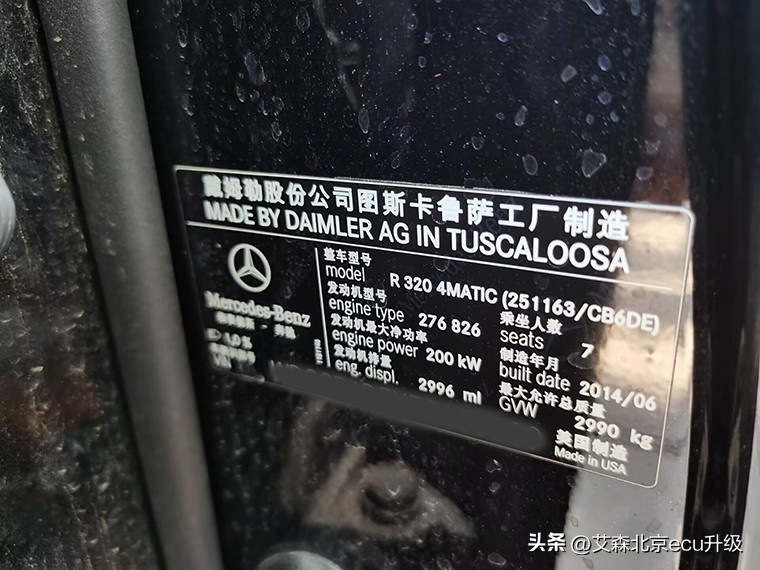 戴姆勒股份公司图斯卡鲁萨工厂制造
MADE BY DAIMLER AG IN TUSCALOOSA
Mercedes-Benz
整车型号
model R 320 4MATIC (251163/CB6DE)
发动机型号 乘坐人数
engine type 276 826 seats 7
发动机最大净功率 制造年月
engine power 200 kW built date 2014/06
发动机排量 最大允许总质量
eng. displ. 2996 ml GVW 2990 kg
美国制造
Made in USA
头条 @艾森北京ecu升级